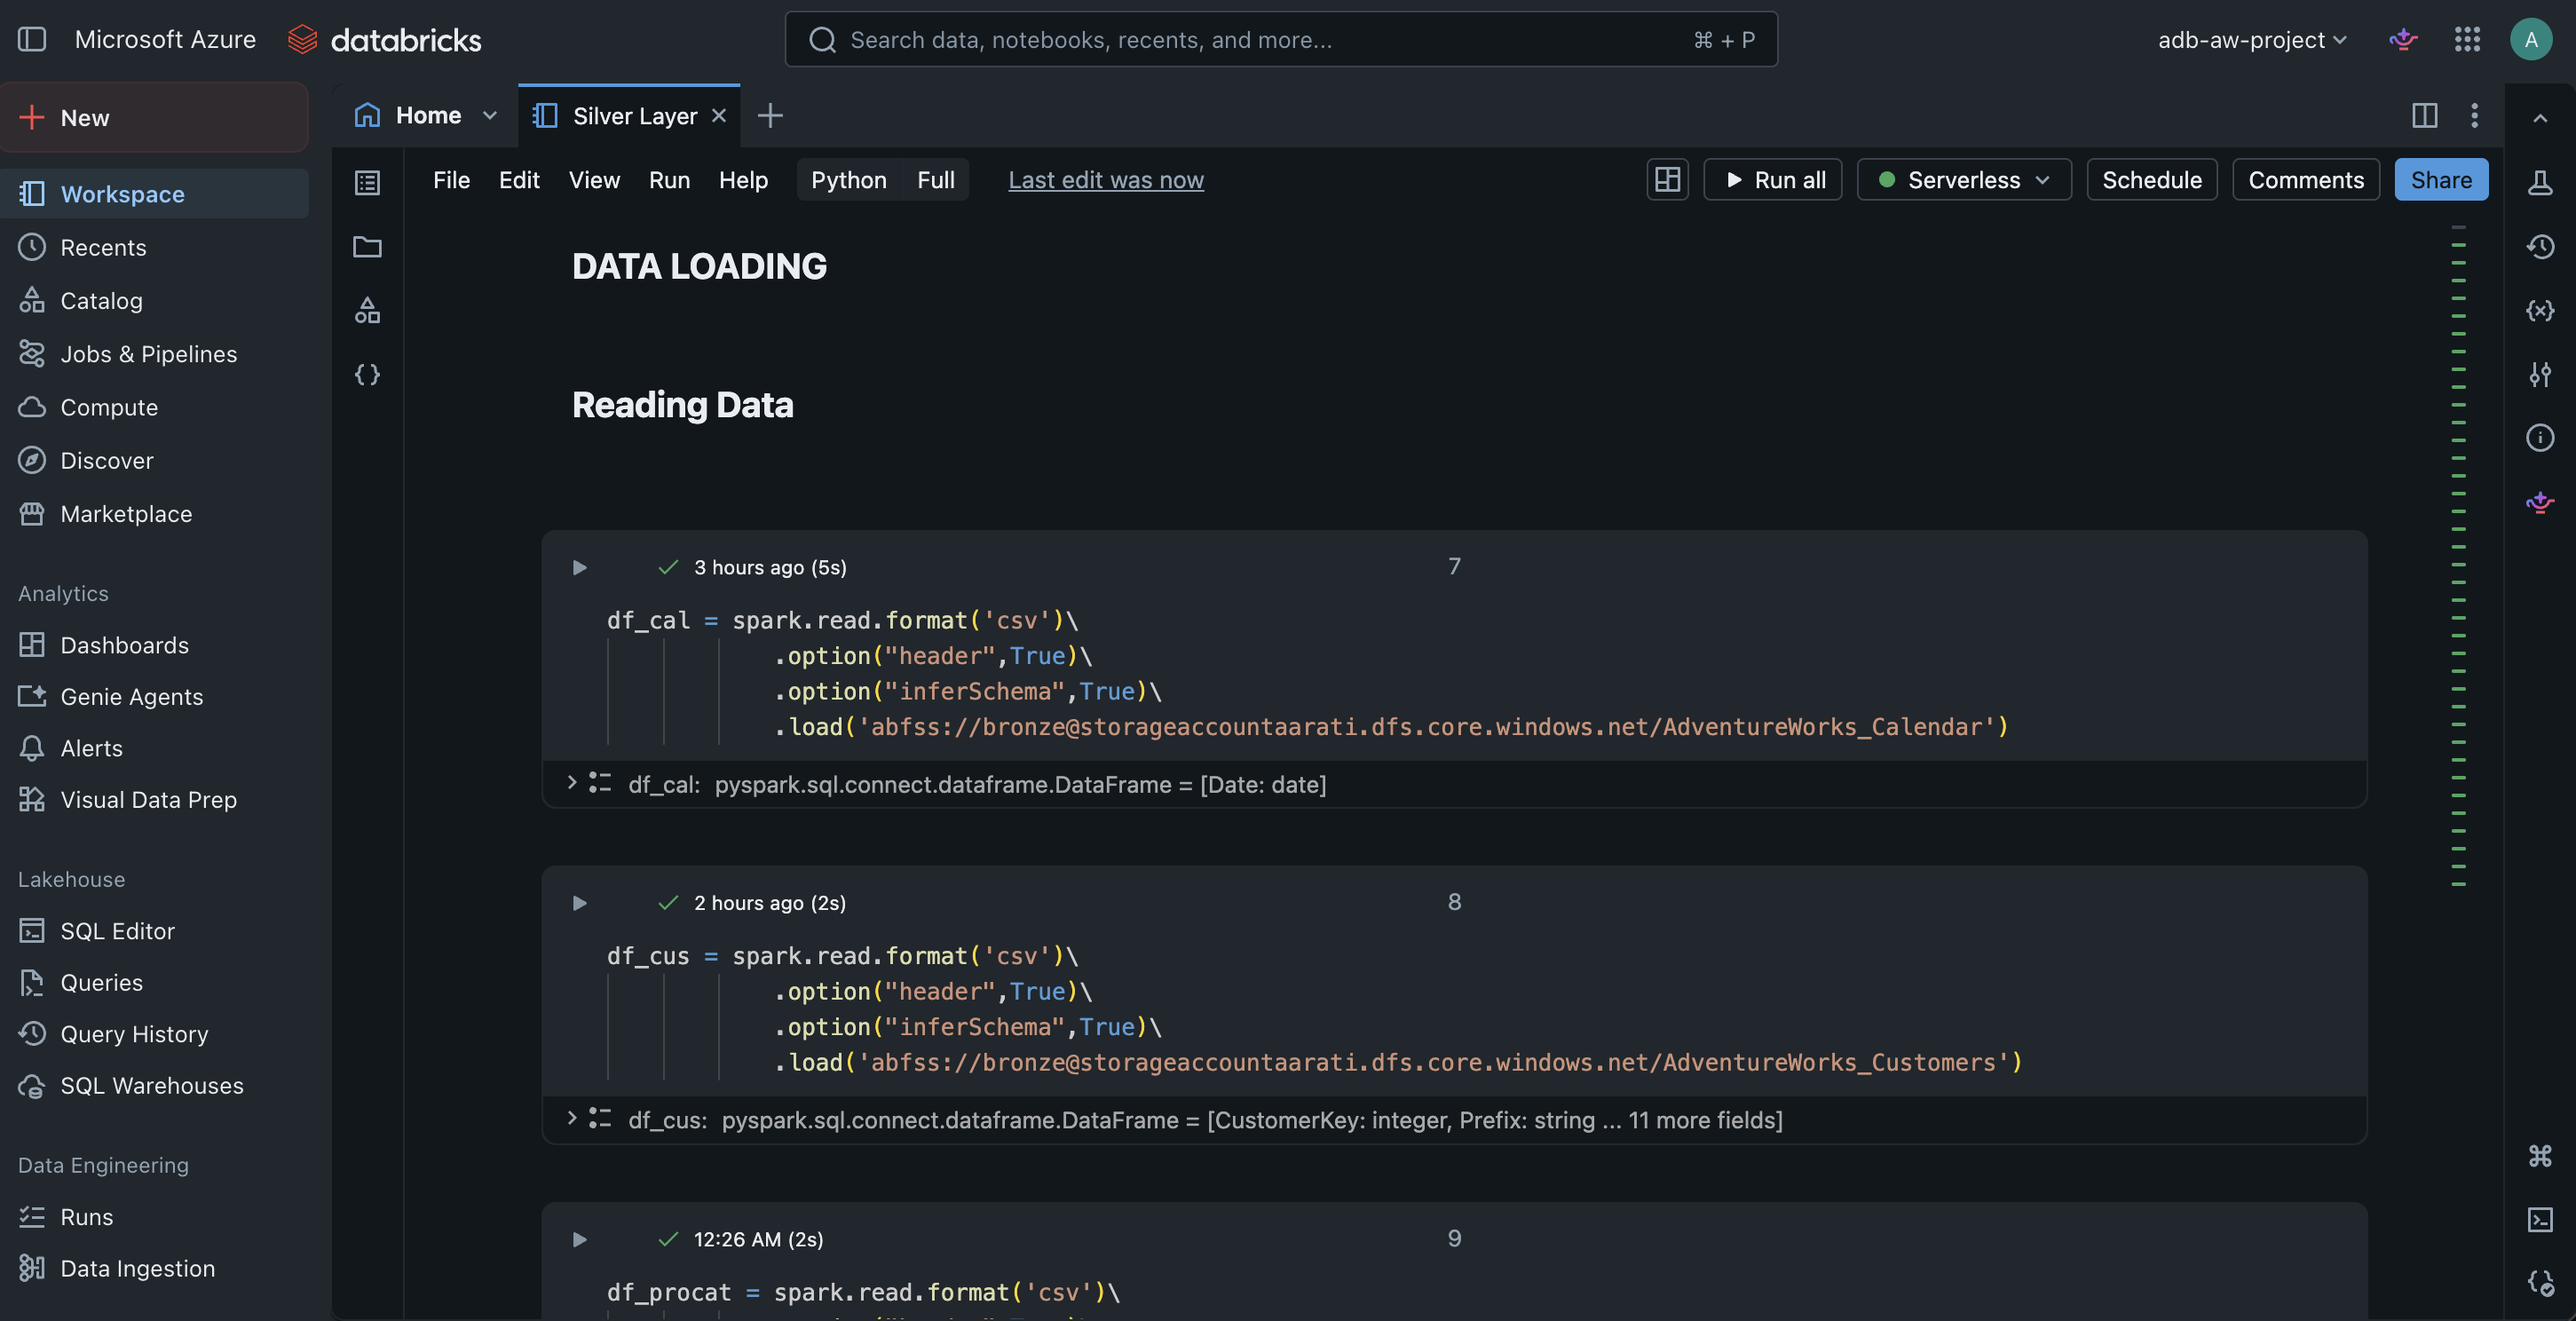 Microsoft Azure
databricks
Search data, notebooks, recents, and more...
⌘ + P
adb-aw-project
A
New
Workspace
Recents
Catalog
Jobs & Pipelines
Compute
Discover
Marketplace
Analytics
Dashboards
Genie Agents
Alerts
Visual Data Prep
Lakehouse
SQL Editor
Queries
Query History
SQL Warehouses
Data Engineering
Runs
Data Ingestion
Home
Silver Layer
File Edit View Run Help Python Full Last edit was now
Run all Serverless Schedule Comments Share
DATA LOADING
Reading Data
3 hours ago (5s) 7
df_cal = spark.read.format('csv')\
.option("header",True)\
.option("inferSchema",True)\
.load('abfss://bronze@storageaccountaarati.dfs.core.windows.net/AdventureWorks_Calendar')
df_cal: pyspark.sql.connect.dataframe.DataFrame = [Date: date]
2 hours ago (2s) 8
df_cus = spark.read.format('csv')\
.option("header",True)\
.option("inferSchema",True)\
.load('abfss://bronze@storageaccountaarati.dfs.core.windows.net/AdventureWorks_Customers')
df_cus: pyspark.sql.connect.dataframe.DataFrame = [CustomerKey: integer, Prefix: string ... 11 more fields]
12:26 AM (2s) 9
df_procat = spark.read.format('csv')\